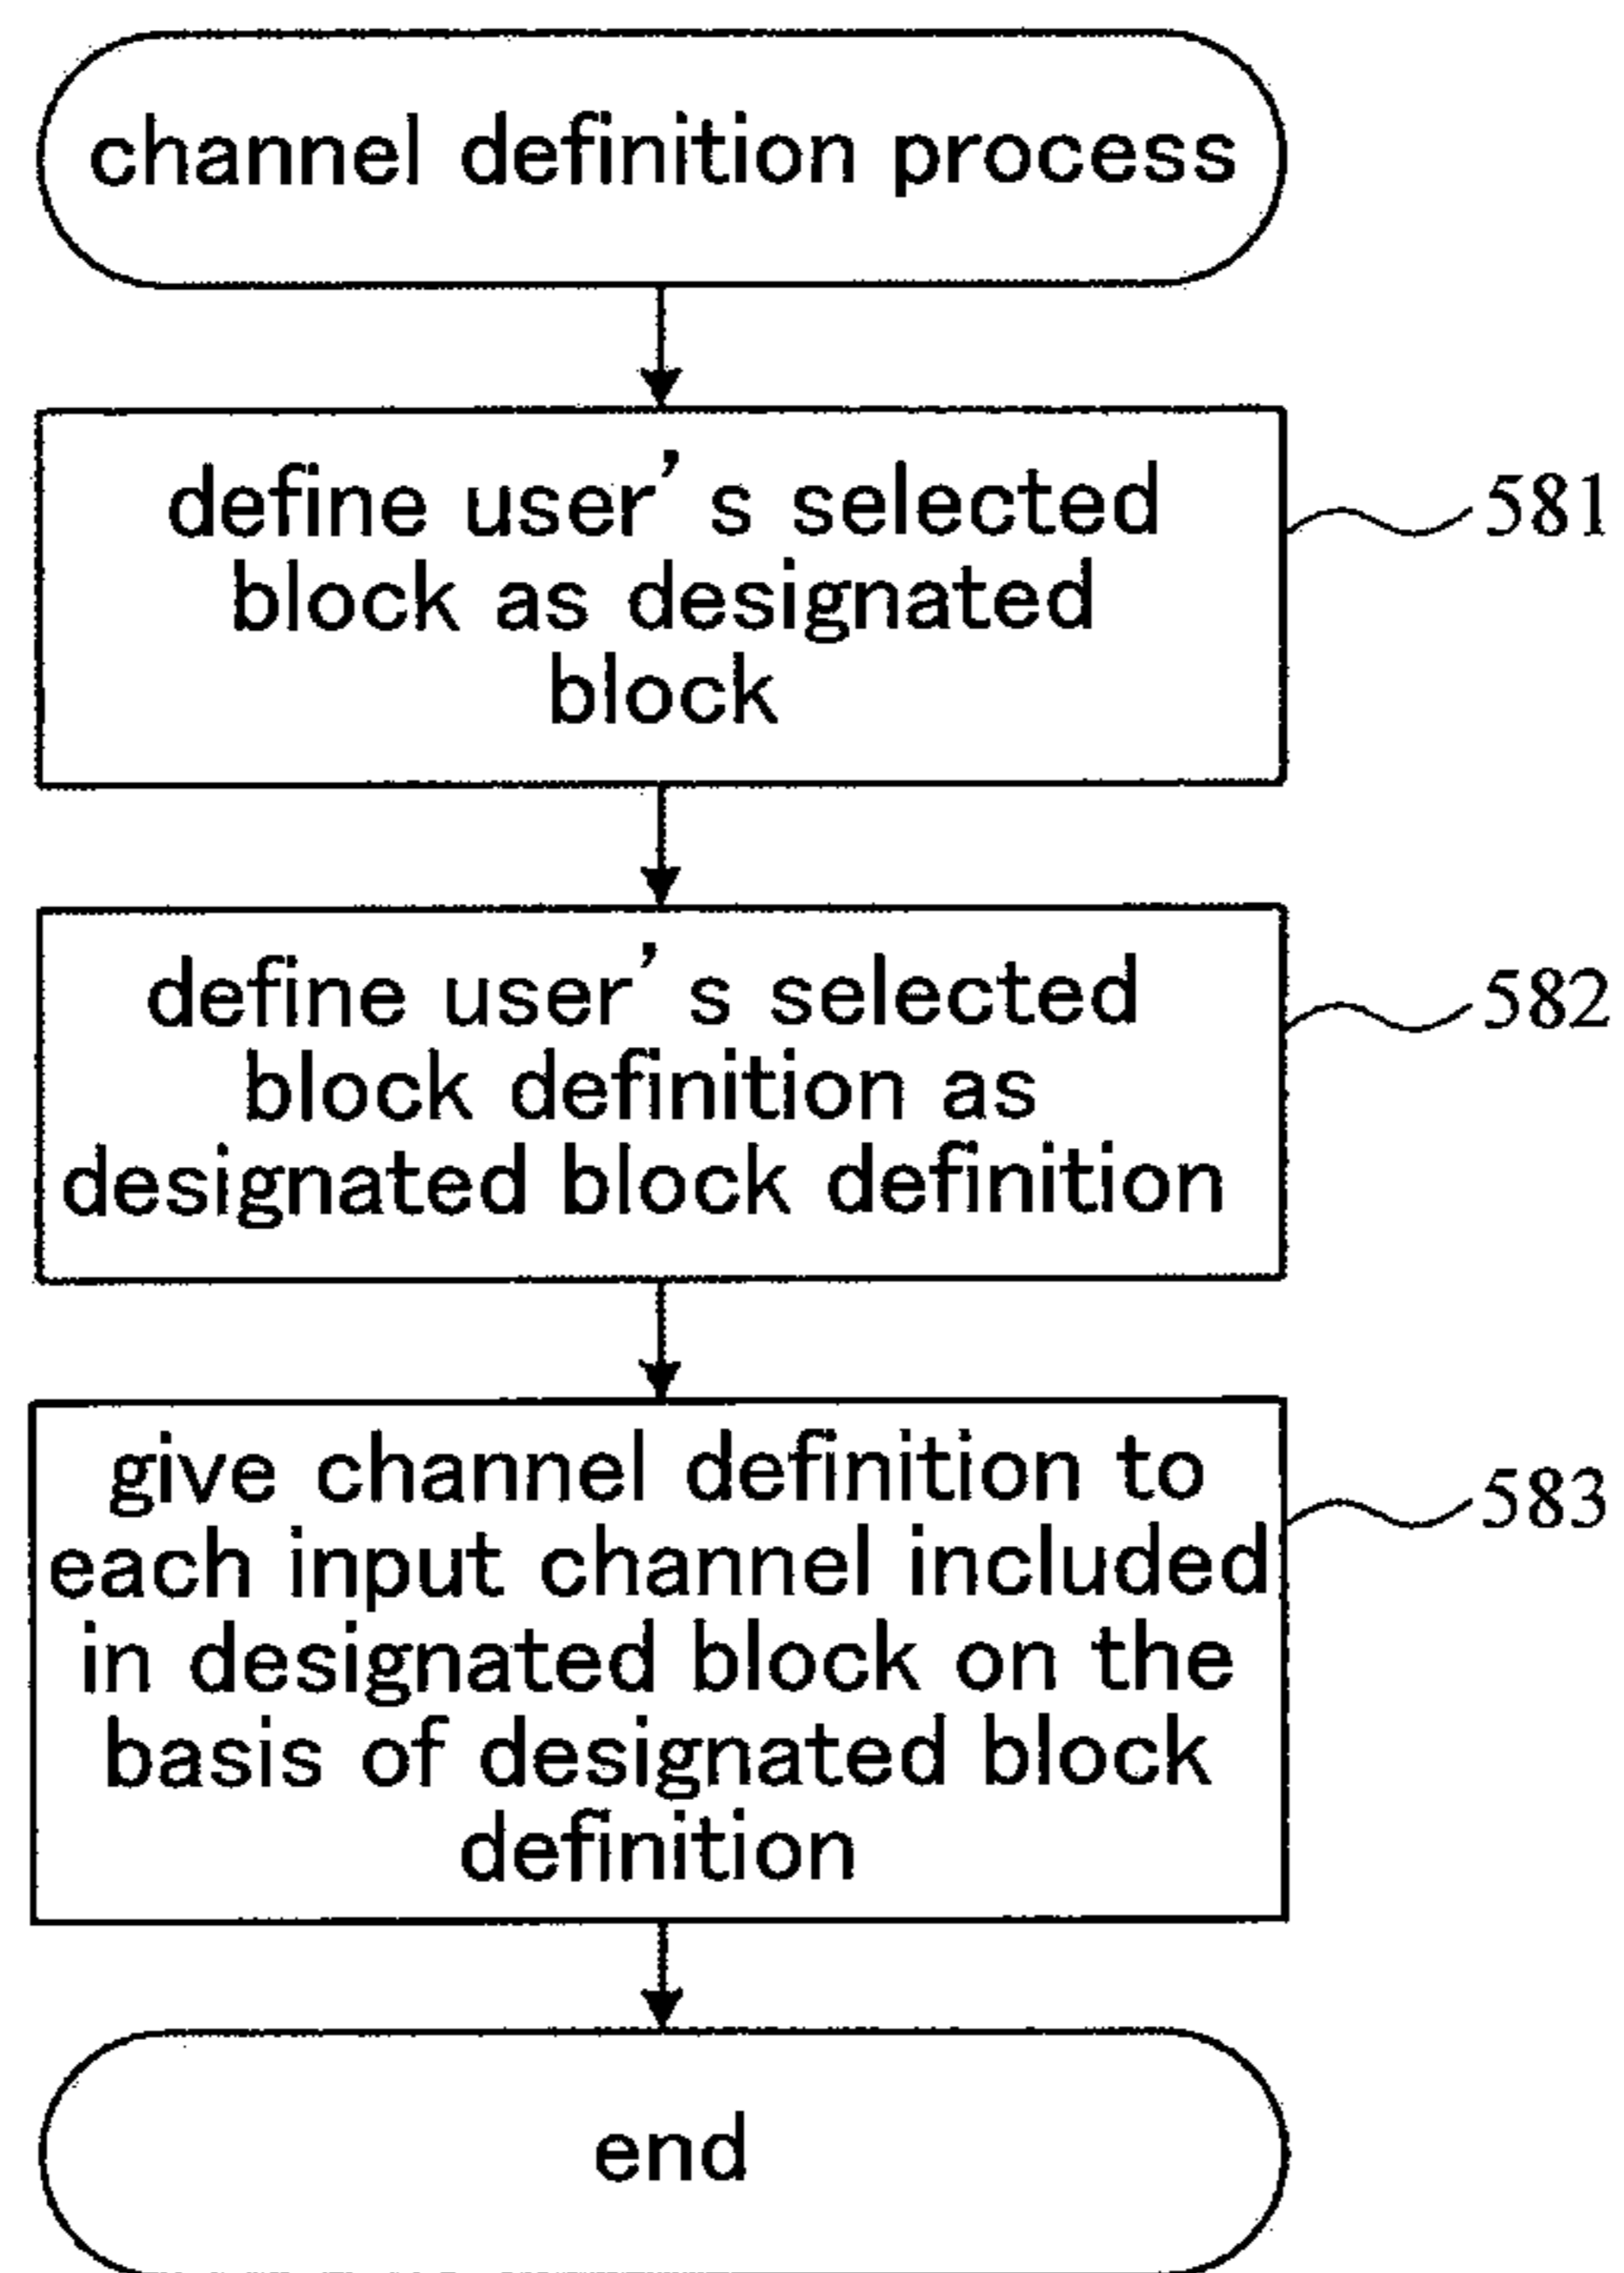 channel definition process
define user's selected
block as designated
block
581
define user's selected
block definition as
designated block definition
582
give channel definition to
each input channel included
in designated block on the
basis of designated block
definition
583
end